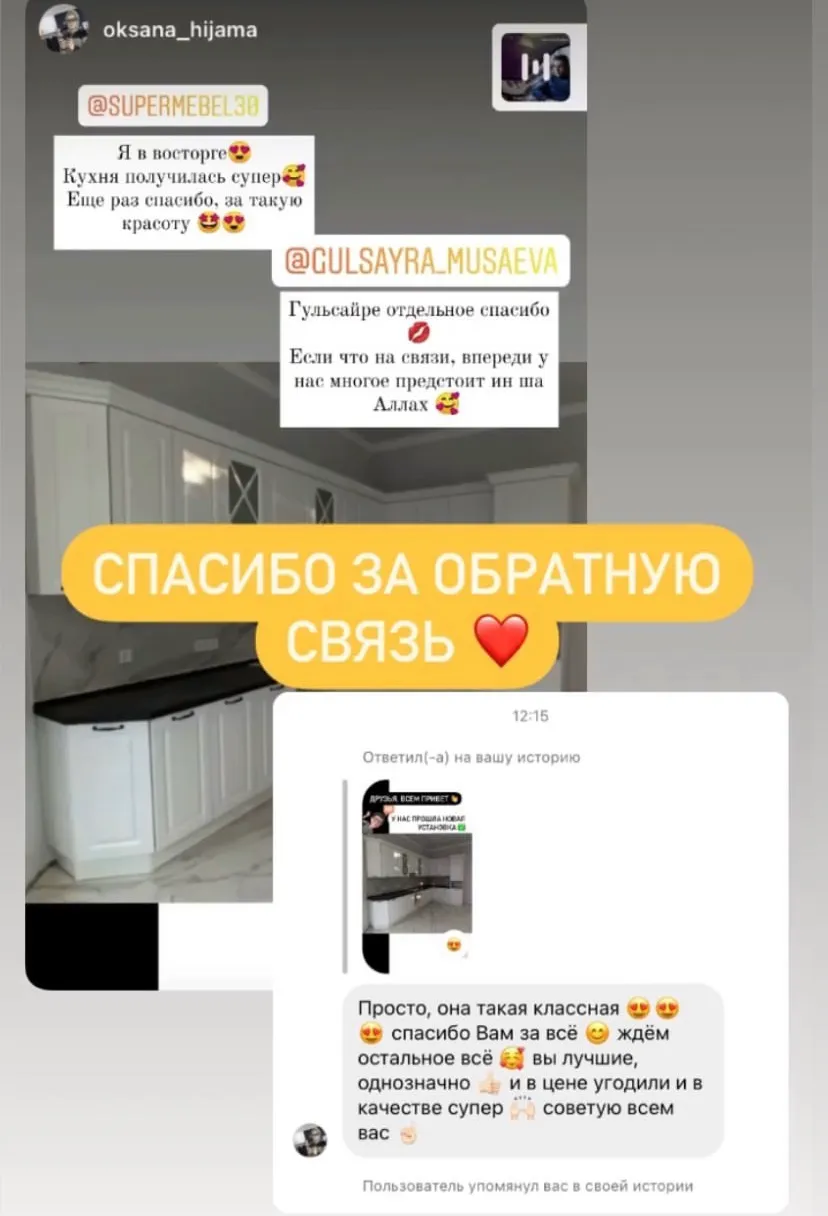 oksana_hijama
@SUPERMEBEL30
Я в восторге😍
Кухня получилась супер🥰
Еще раз спасибо, за такую
красоту 🤩😍
@GULSAYRA_MUSAEVA
Гульсайре отдельное спасибо
💋
Если что на связи, впереди у
нас многое предстоит ин ша
Аллах 🥰
СПАСИБО ЗА ОБРАТНУЮ
СВЯЗЬ ❤️
12:15
Ответил(-а) на вашу историю
ДРУЗЬЯ, ВСЕМ ПРИВЕТ 👋
У НАС ПРОШЛА НОВАЯ
УСТАНОВКА ✅
😍
Просто, она такая классная 😍 😍
😍 спасибо Вам за всё 😊 ждём
остальное всё 🥰 вы лучшие,
однозначно 👍🏻 и в цене угодили и в
качестве супер 🙌🏻 советую всем
вас ☝🏻
Пользователь упомянул вас в своей истории